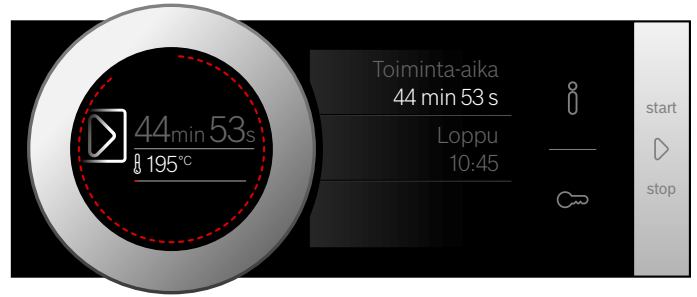 44min 53s
195°C
Toiminta-aika
44 min 53 s
Loppu
10:45
start
stop